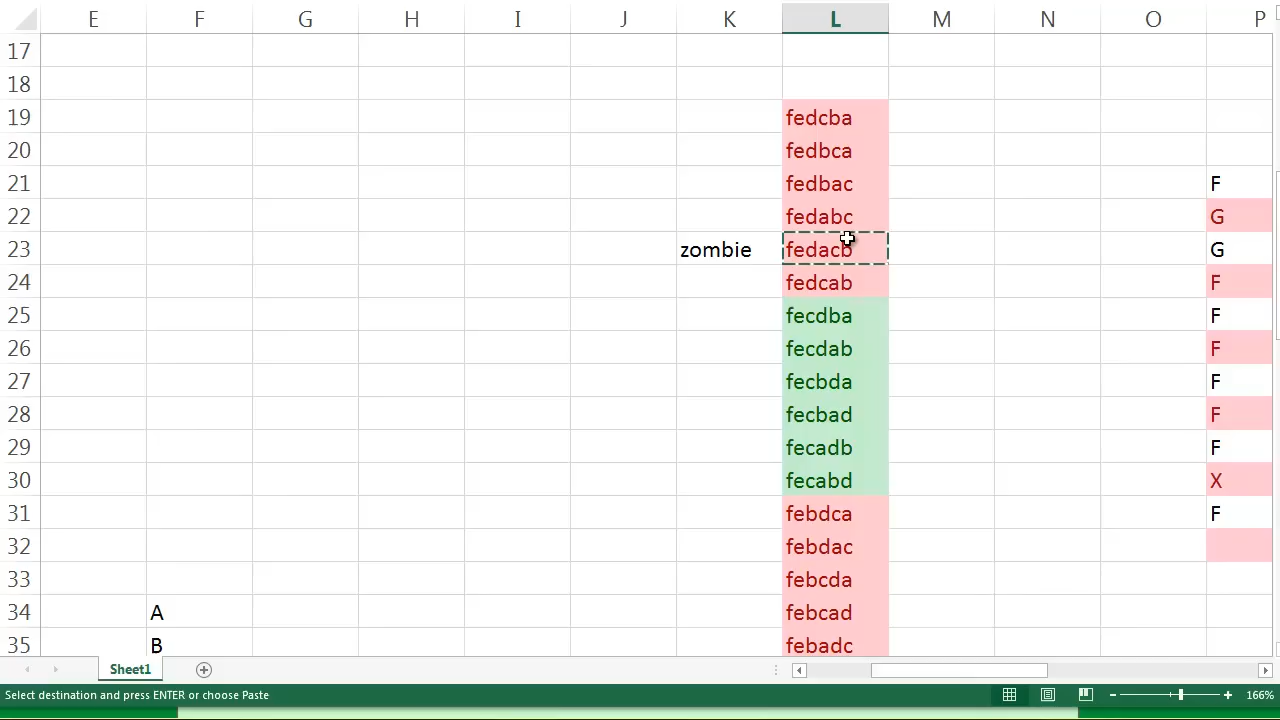 E F G H I J K L M N O P
17
18
19 fedcba
20 fedbca
21 fedbac F
22 fedabc G
23 zombie fedacb G
24 fedcab F
25 fecdba F
26 fecdab F
27 fecbda F
28 fecbad F
29 fecadb F
30 fecabd X
31 febdca F
32 febdac
33 febcda
34 A febcad
35 B febadc
Sheet1
Select destination and press ENTER or choose Paste 166%